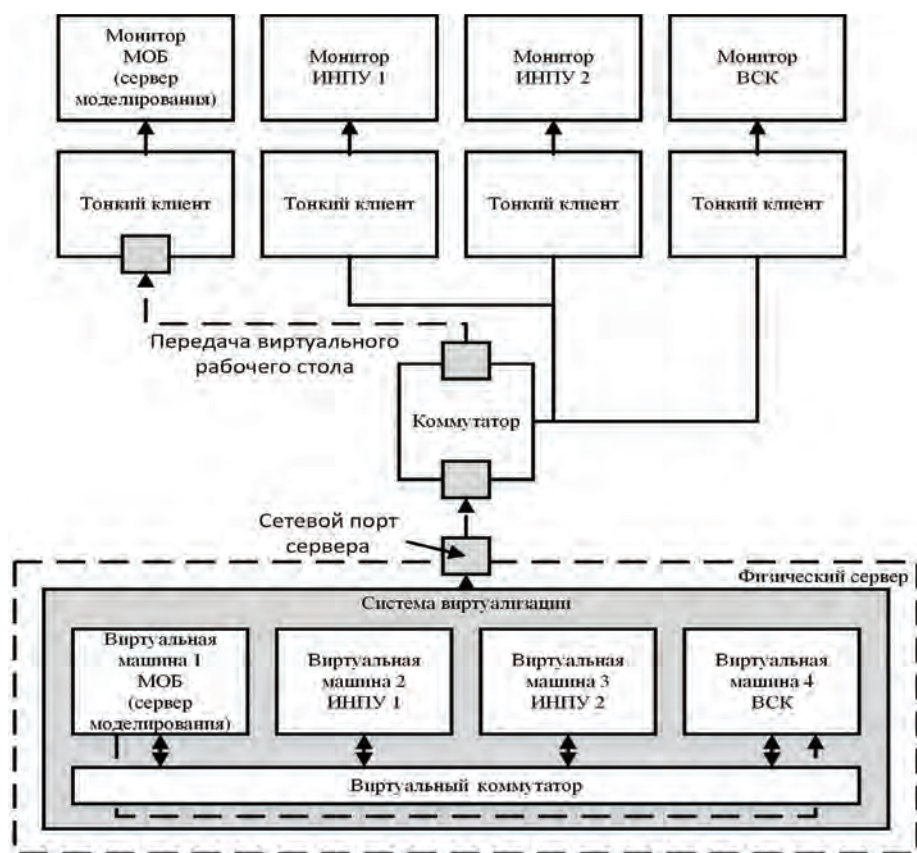 Монитор
МОБ
(сервер
моделирования)
Монитор
ИНПУ 1
Монитор
ИНПУ 2
Монитор
ВСК
Тонкий клиент
Тонкий клиент
Тонкий клиент
Тонкий клиент
Передача виртуального
рабочего стола
Коммутатор
Сетевой порт
сервера
Физический сервер
Система виртуализации
Виртуальная
машина 1
МОБ
(сервер
моделирования)
Виртуальная
машина 2
ИНПУ 1
Виртуальная
машина 3
ИНПУ 2
Виртуальная
машина 4
ВСК
Виртуальный коммутатор